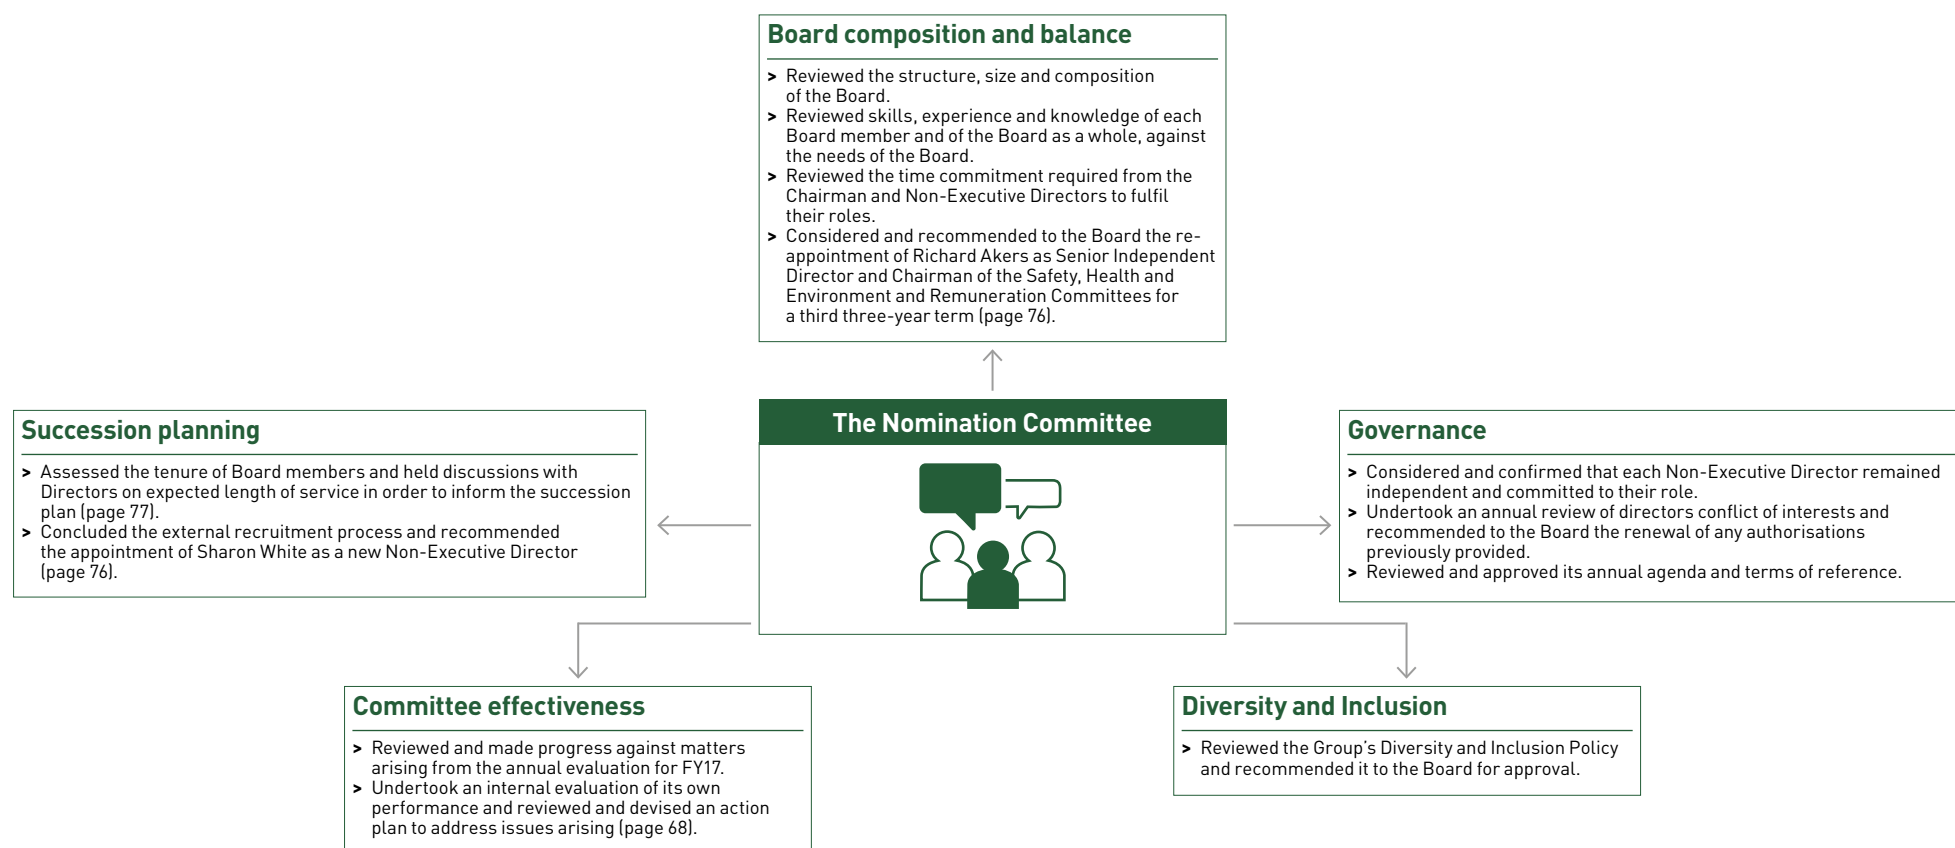 Board composition and balance
> Reviewed the structure, size and composition
of the Board.
> Reviewed skills, experience and knowledge of each
Board member and of the Board as a whole, against
the needs of the Board.
> Reviewed the time commitment required from the
Chairman and Non-Executive Directors to fulfil
their roles.
> Considered and recommended to the Board the re-
appointment of Richard Akers as Senior Independent
Director and Chairman of the Safety, Health and
Environment and Remuneration Committees for
a third three-year term (page 76).
The Nomination Committee
Succession planning
> Assessed the tenure of Board members and held discussions with
Directors on expected length of service in order to inform the succession
plan (page 77).
> Concluded the external recruitment process and recommended
the appointment of Sharon White as a new Non-Executive Director
(page 76).
Governance
> Considered and confirmed that each Non-Executive Director remained
independent and committed to their role.
> Undertook an annual review of directors conflict of interests and
recommended to the Board the renewal of any authorisations
previously provided.
> Reviewed and approved its annual agenda and terms of reference.
Committee effectiveness
> Reviewed and made progress against matters
arising from the annual evaluation for FY17.
> Undertook an internal evaluation of its own
performance and reviewed and devised an action
plan to address issues arising (page 68).
Diversity and Inclusion
> Reviewed the Group's Diversity and Inclusion Policy
and recommended it to the Board for approval.